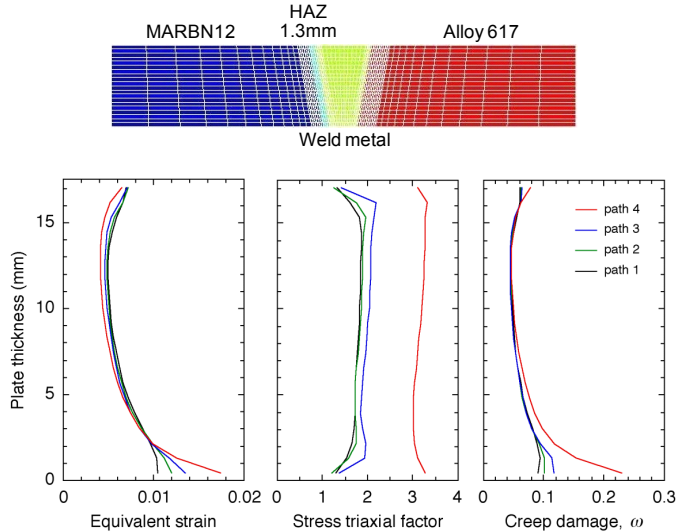 HAZ
MARBN12 1.3mm Alloy 617
Weld metal
Plate thickness (mm)
15
10
5
0
0 0.01 0.02
Equivalent strain
0 1 2 3 4
Stress triaxial factor
path 4
path 3
path 2
path 1
0 0.1 0.2 0.3
Creep damage, ω